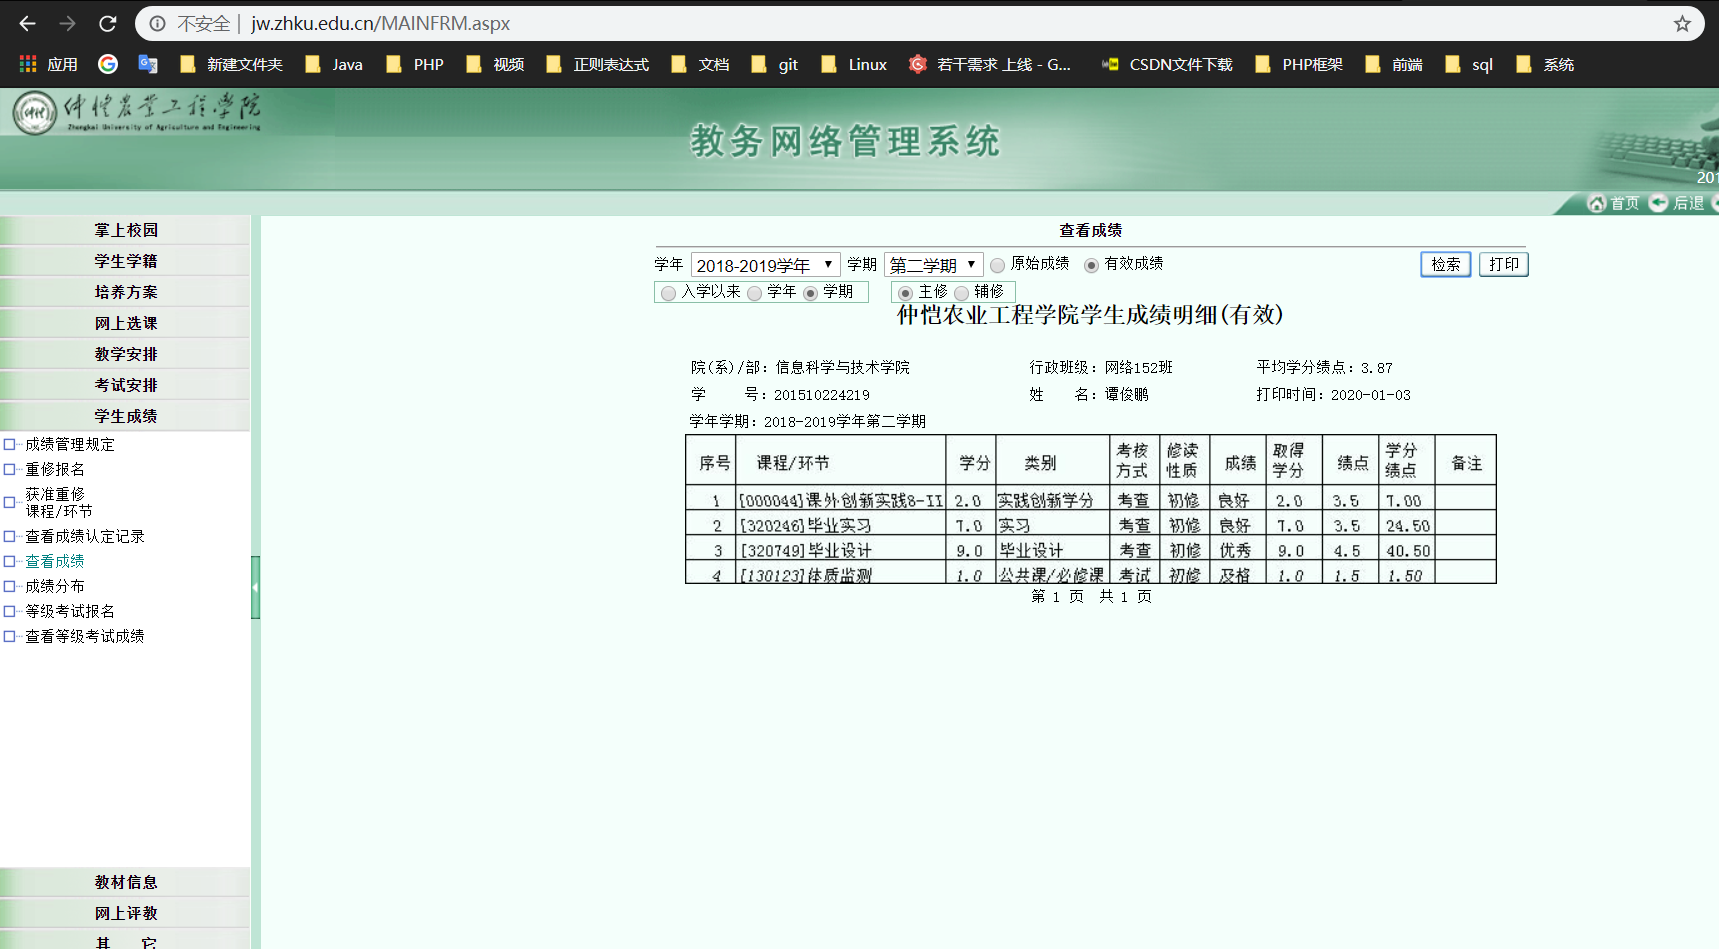 不安全 | jw.zhku.edu.cn/MAINFRM.aspx
应用 新建文件夹 Java PHP 视频 正则表达式 文档 git Linux 若干需求 上线 - G... CSDN文件下载 PHP框架 前端 sql 系统
仲恺农业工程学院
Zhongkai University of Agriculture and Engineering
教务网络管理系统
201
首页 后退
掌上校园
学生学籍
培养方案
网上选课
教学安排
考试安排
学生成绩
成绩管理规定
重修报名
获准重修
课程/环节
查看成绩认定记录
查看成绩
成绩分布
等级考试报名
查看等级考试成绩
教材信息
网上评教
其 它
查看成绩
学年 2018-2019学年 学期 第二学期 原始成绩 有效成绩 检索 打印
入学以来 学年 学期 主修 辅修
仲恺农业工程学院学生成绩明细(有效)
院(系)/部：信息科学与技术学院 行政班级：网络152班 平均学分绩点：3.87
学 号：201510224219 姓 名：谭俊鹏 打印时间：2020-01-03
学年学期：2018-2019学年第二学期
序号 课程/环节 学分 类别 考核方式 修读性质 成绩 取得学分 绩点 学分绩点 备注
1 [000044]课外创新实践8-II 2.0 实践创新学分 考查 初修 良好 2.0 3.5 7.00
2 [320246]毕业实习 7.0 实习 考查 初修 良好 7.0 3.5 24.50
3 [320749]毕业设计 9.0 毕业设计 考查 初修 优秀 9.0 4.5 40.50
4 [130123]体质监测 1.0 公共课/必修课 考试 初修 及格 1.0 1.5 1.50
第 1 页 共 1 页